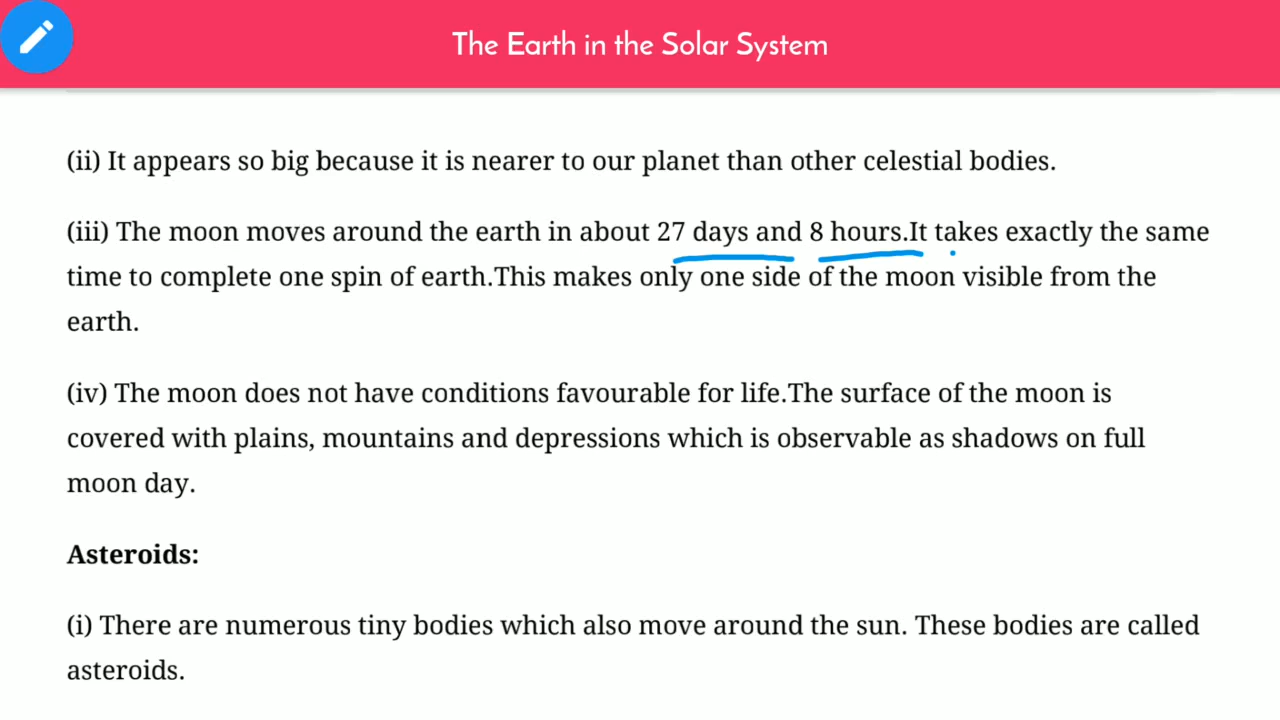 The Earth in the Solar System
(ii) It appears so big because it is nearer to our planet than other celestial bodies.
(iii) The moon moves around the earth in about 27 days and 8 hours.It takes exactly the same
time to complete one spin of earth.This makes only one side of the moon visible from the
earth.
(iv) The moon does not have conditions favourable for life.The surface of the moon is
covered with plains, mountains and depressions which is observable as shadows on full
moon day.
Asteroids:
(i) There are numerous tiny bodies which also move around the sun. These bodies are called
asteroids.